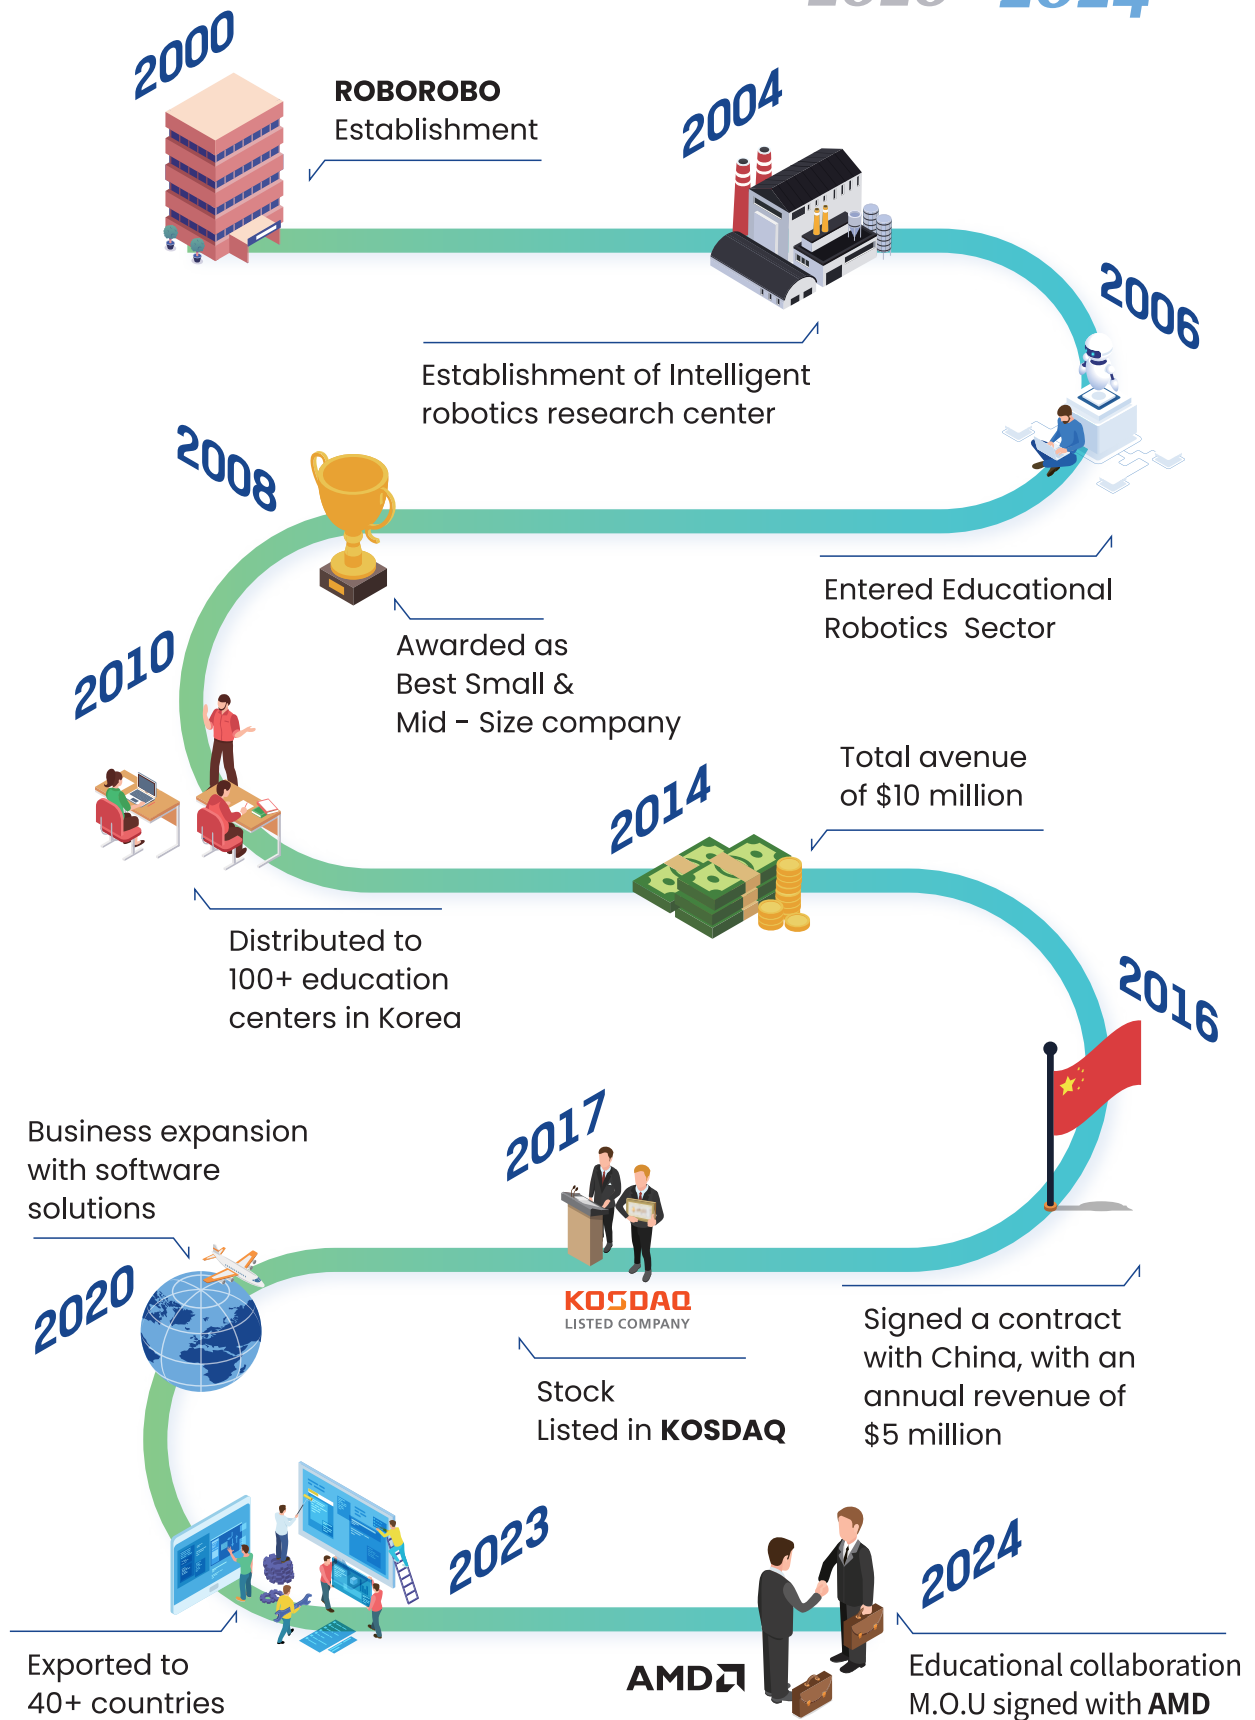 2024
2000
ROBOROBO
Establishment
2004
Establishment of Intelligent
robotics research center
2006
Entered Educational
Robotics Sector
2008
Awarded as
Best Small &
Mid - Size company
2010
Distributed to
100+ education
centers in Korea
2014
Total avenue
of $10 million
2016
Signed a contract
with China, with an
annual revenue of
$5 million
2017
KOSDAQ
LISTED COMPANY
Stock
Listed in KOSDAQ
Business expansion
with software
solutions
2020
2023
Exported to
40+ countries
2024
AMD
Educational collaboration
M.O.U signed with AMD